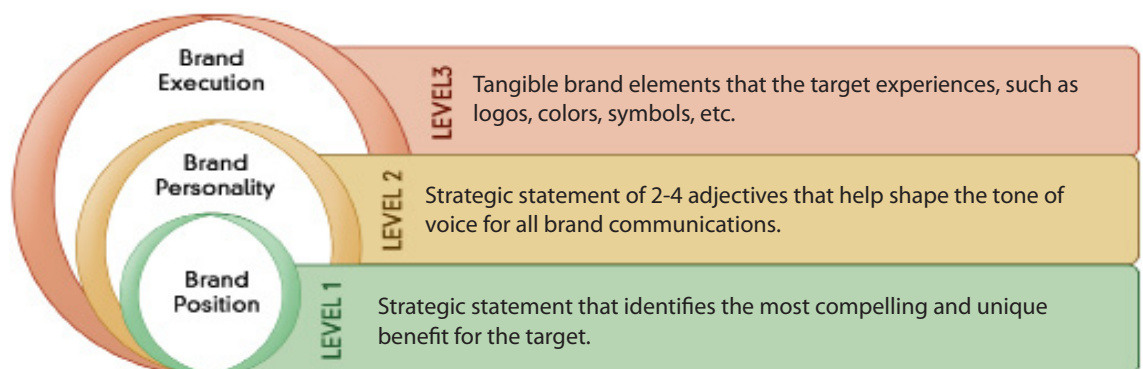 Brand
Execution
LEVEL3
Tangible brand elements that the target experiences, such as
logos, colors, symbols, etc.
Brand
Personality
LEVEL 2
Strategic statement of 2-4 adjectives that help shape the tone of
voice for all brand communications.
Brand
Position
LEVEL 1
Strategic statement that identifies the most compelling and unique
benefit for the target.